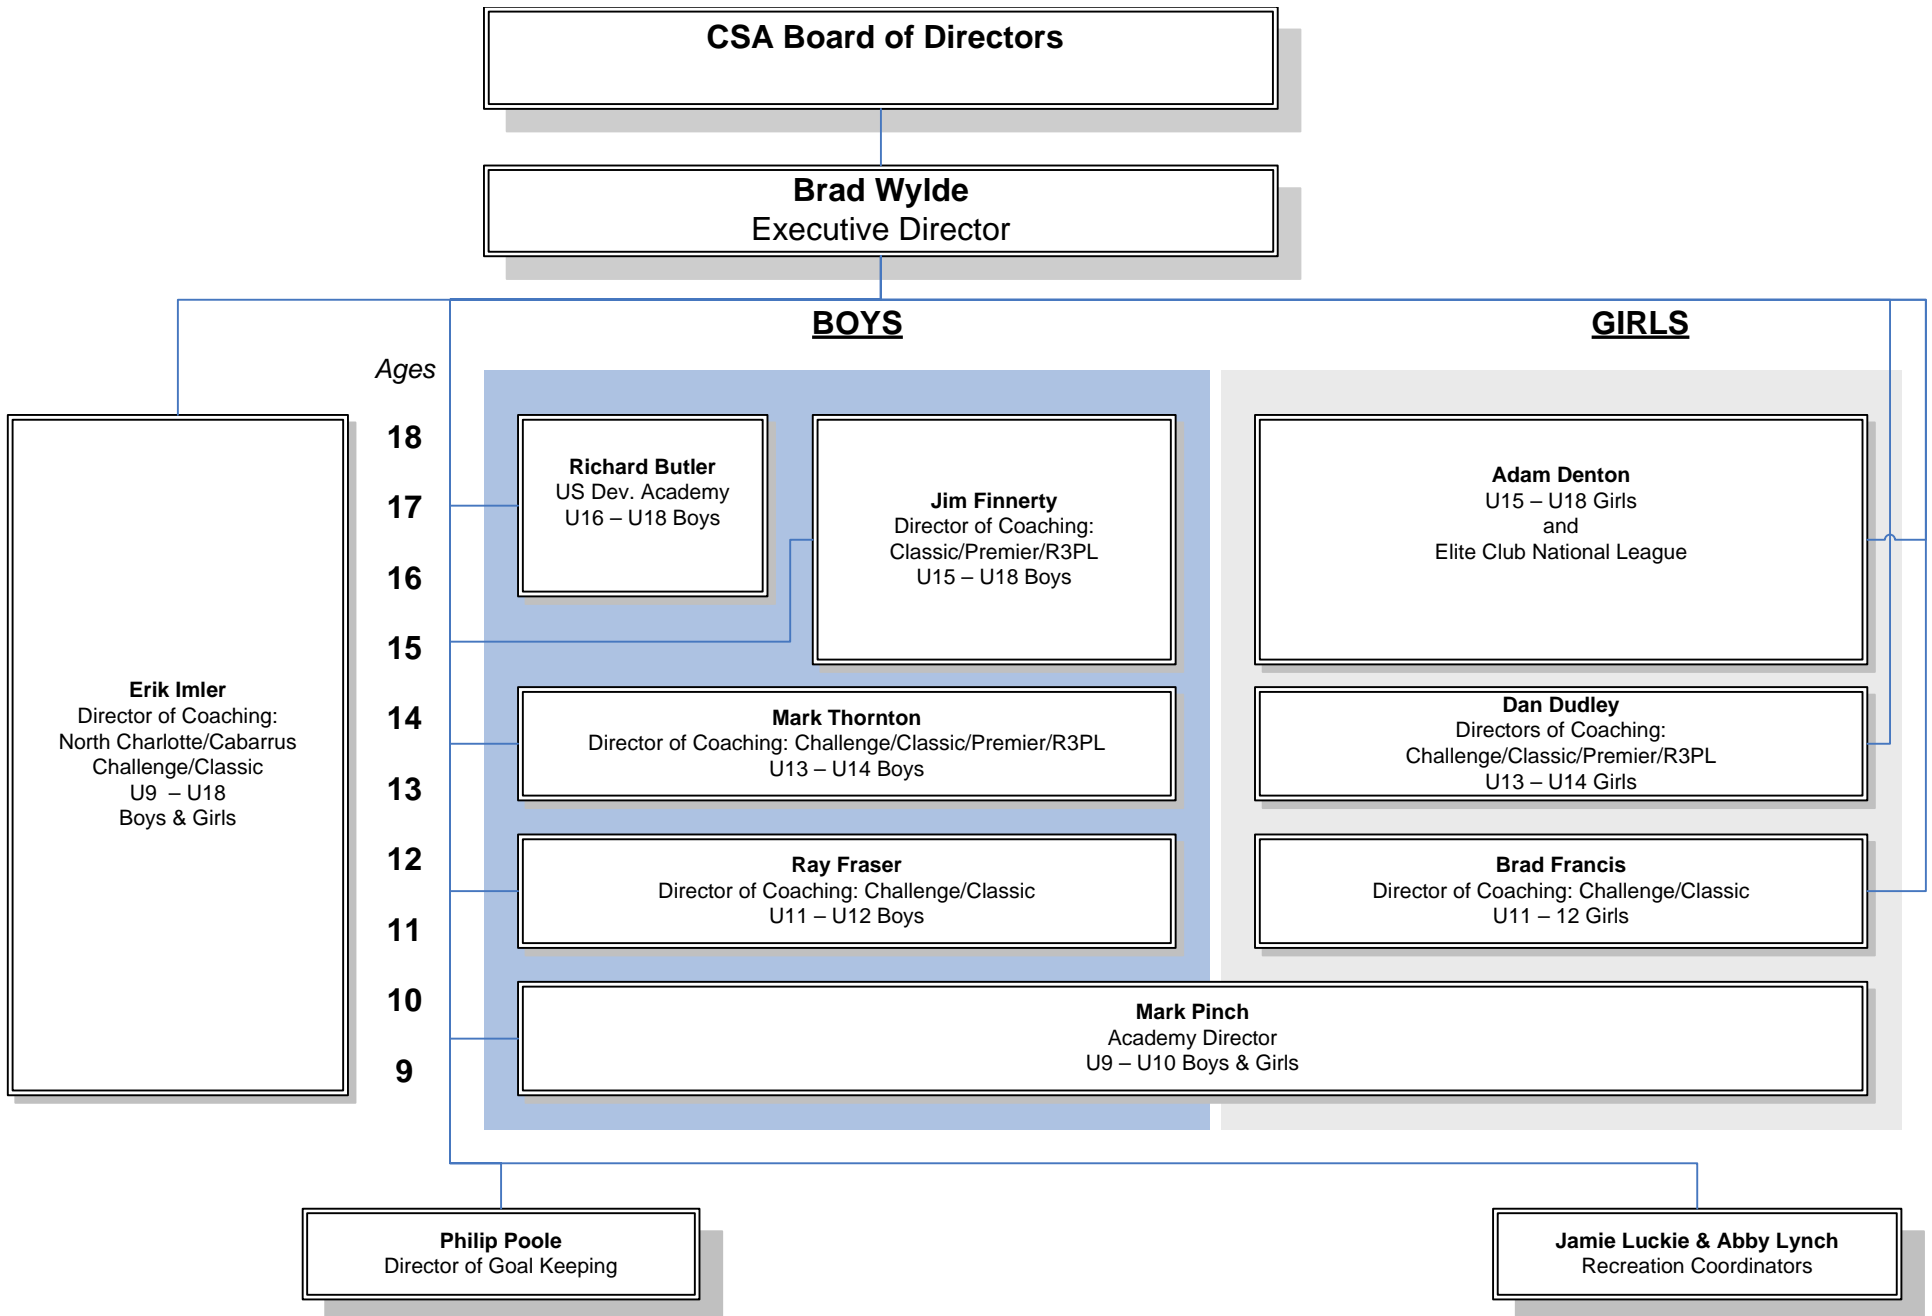 CSA Board of Directors
Brad Wylde
Executive Director
BOYS
GIRLS
Ages
18
17
16
15
14
13
12
11
10
9
Erik Imler
Director of Coaching:
North Charlotte/Cabarrus
Challenge/Classic
U9  – U18
Boys & Girls
Richard Butler
US Dev. Academy
U16 – U18 Boys
Jim Finnerty
Director of Coaching:
Classic/Premier/R3PL
U15 – U18 Boys
Adam Denton
U15 – U18 Girls
and
Elite Club National League
Mark Thornton
Director of Coaching: Challenge/Classic/Premier/R3PL
U13 – U14 Boys
Dan Dudley
Directors of Coaching:
Challenge/Classic/Premier/R3PL
U13 – U14 Girls
Ray Fraser
Director of Coaching: Challenge/Classic
U11 – U12 Boys
Brad Francis
Director of Coaching: Challenge/Classic
U11 – 12 Girls
Mark Pinch
Academy Director
U9 – U10 Boys & Girls
Philip Poole
Director of Goal Keeping
Jamie Luckie & Abby Lynch
Recreation Coordinators